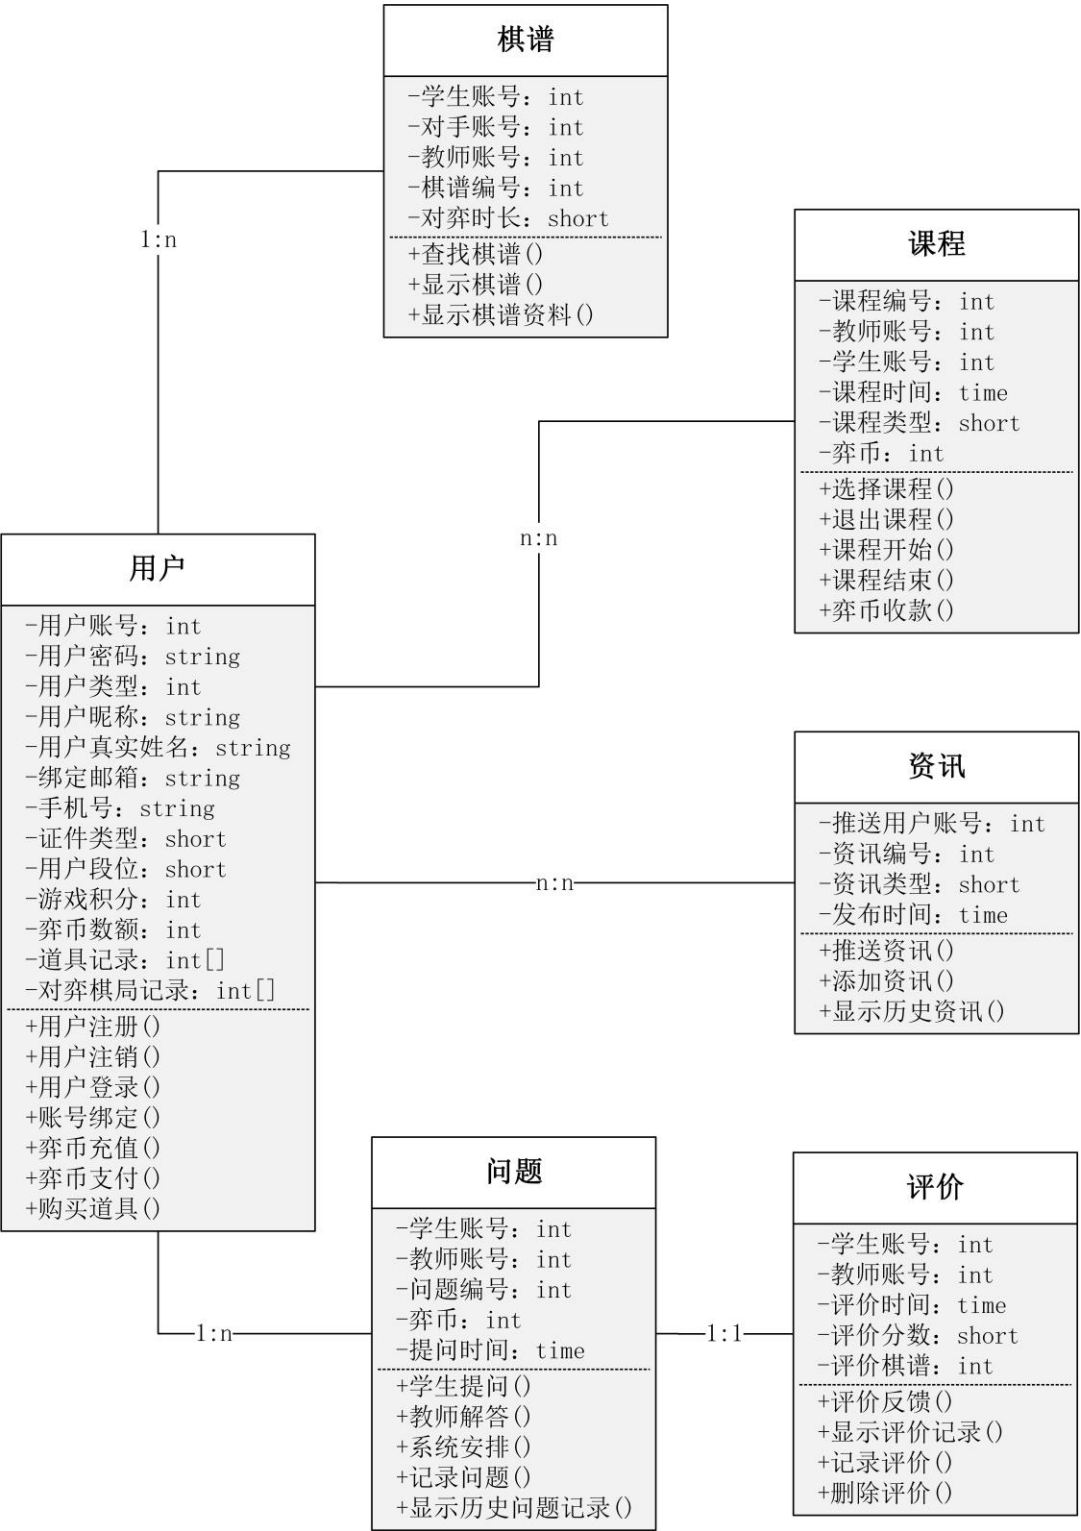 棋谱
-学生账号：int
-对手账号：int
-教师账号：int
-棋谱编号：int
-对弈时长：short
+查找棋谱()
+显示棋谱()
+显示棋谱资料()
1:n
课程
-课程编号：int
-教师账号：int
-学生账号：int
-课程时间：time
-课程类型：short
-弈币：int
+选择课程()
+退出课程()
+课程开始()
+课程结束()
+弈币收款()
n:n
用户
-用户账号：int
-用户密码：string
-用户类型：int
-用户昵称：string
-用户真实姓名：string
-绑定邮箱：string
-手机号：string
-证件类型：short
-用户段位：short
-游戏积分：int
-弈币数额：int
-道具记录：int[]
-对弈棋局记录：int[]
+用户注册()
+用户注销()
+用户登录()
+账号绑定()
+弈币充值()
+弈币支付()
+购买道具()
n:n
资讯
-推送用户账号：int
-资讯编号：int
-资讯类型：short
-发布时间：time
+推送资讯()
+添加资讯()
+显示历史资讯()
1:n
问题
-学生账号：int
-教师账号：int
-问题编号：int
-弈币：int
-提问时间：time
+学生提问()
+教师解答()
+系统安排()
+记录问题()
+显示历史问题记录()
1:1
评价
-学生账号：int
-教师账号：int
-评价时间：time
-评价分数：short
-评价棋谱：int
+评价反馈()
+显示评价记录()
+记录评价()
+删除评价()